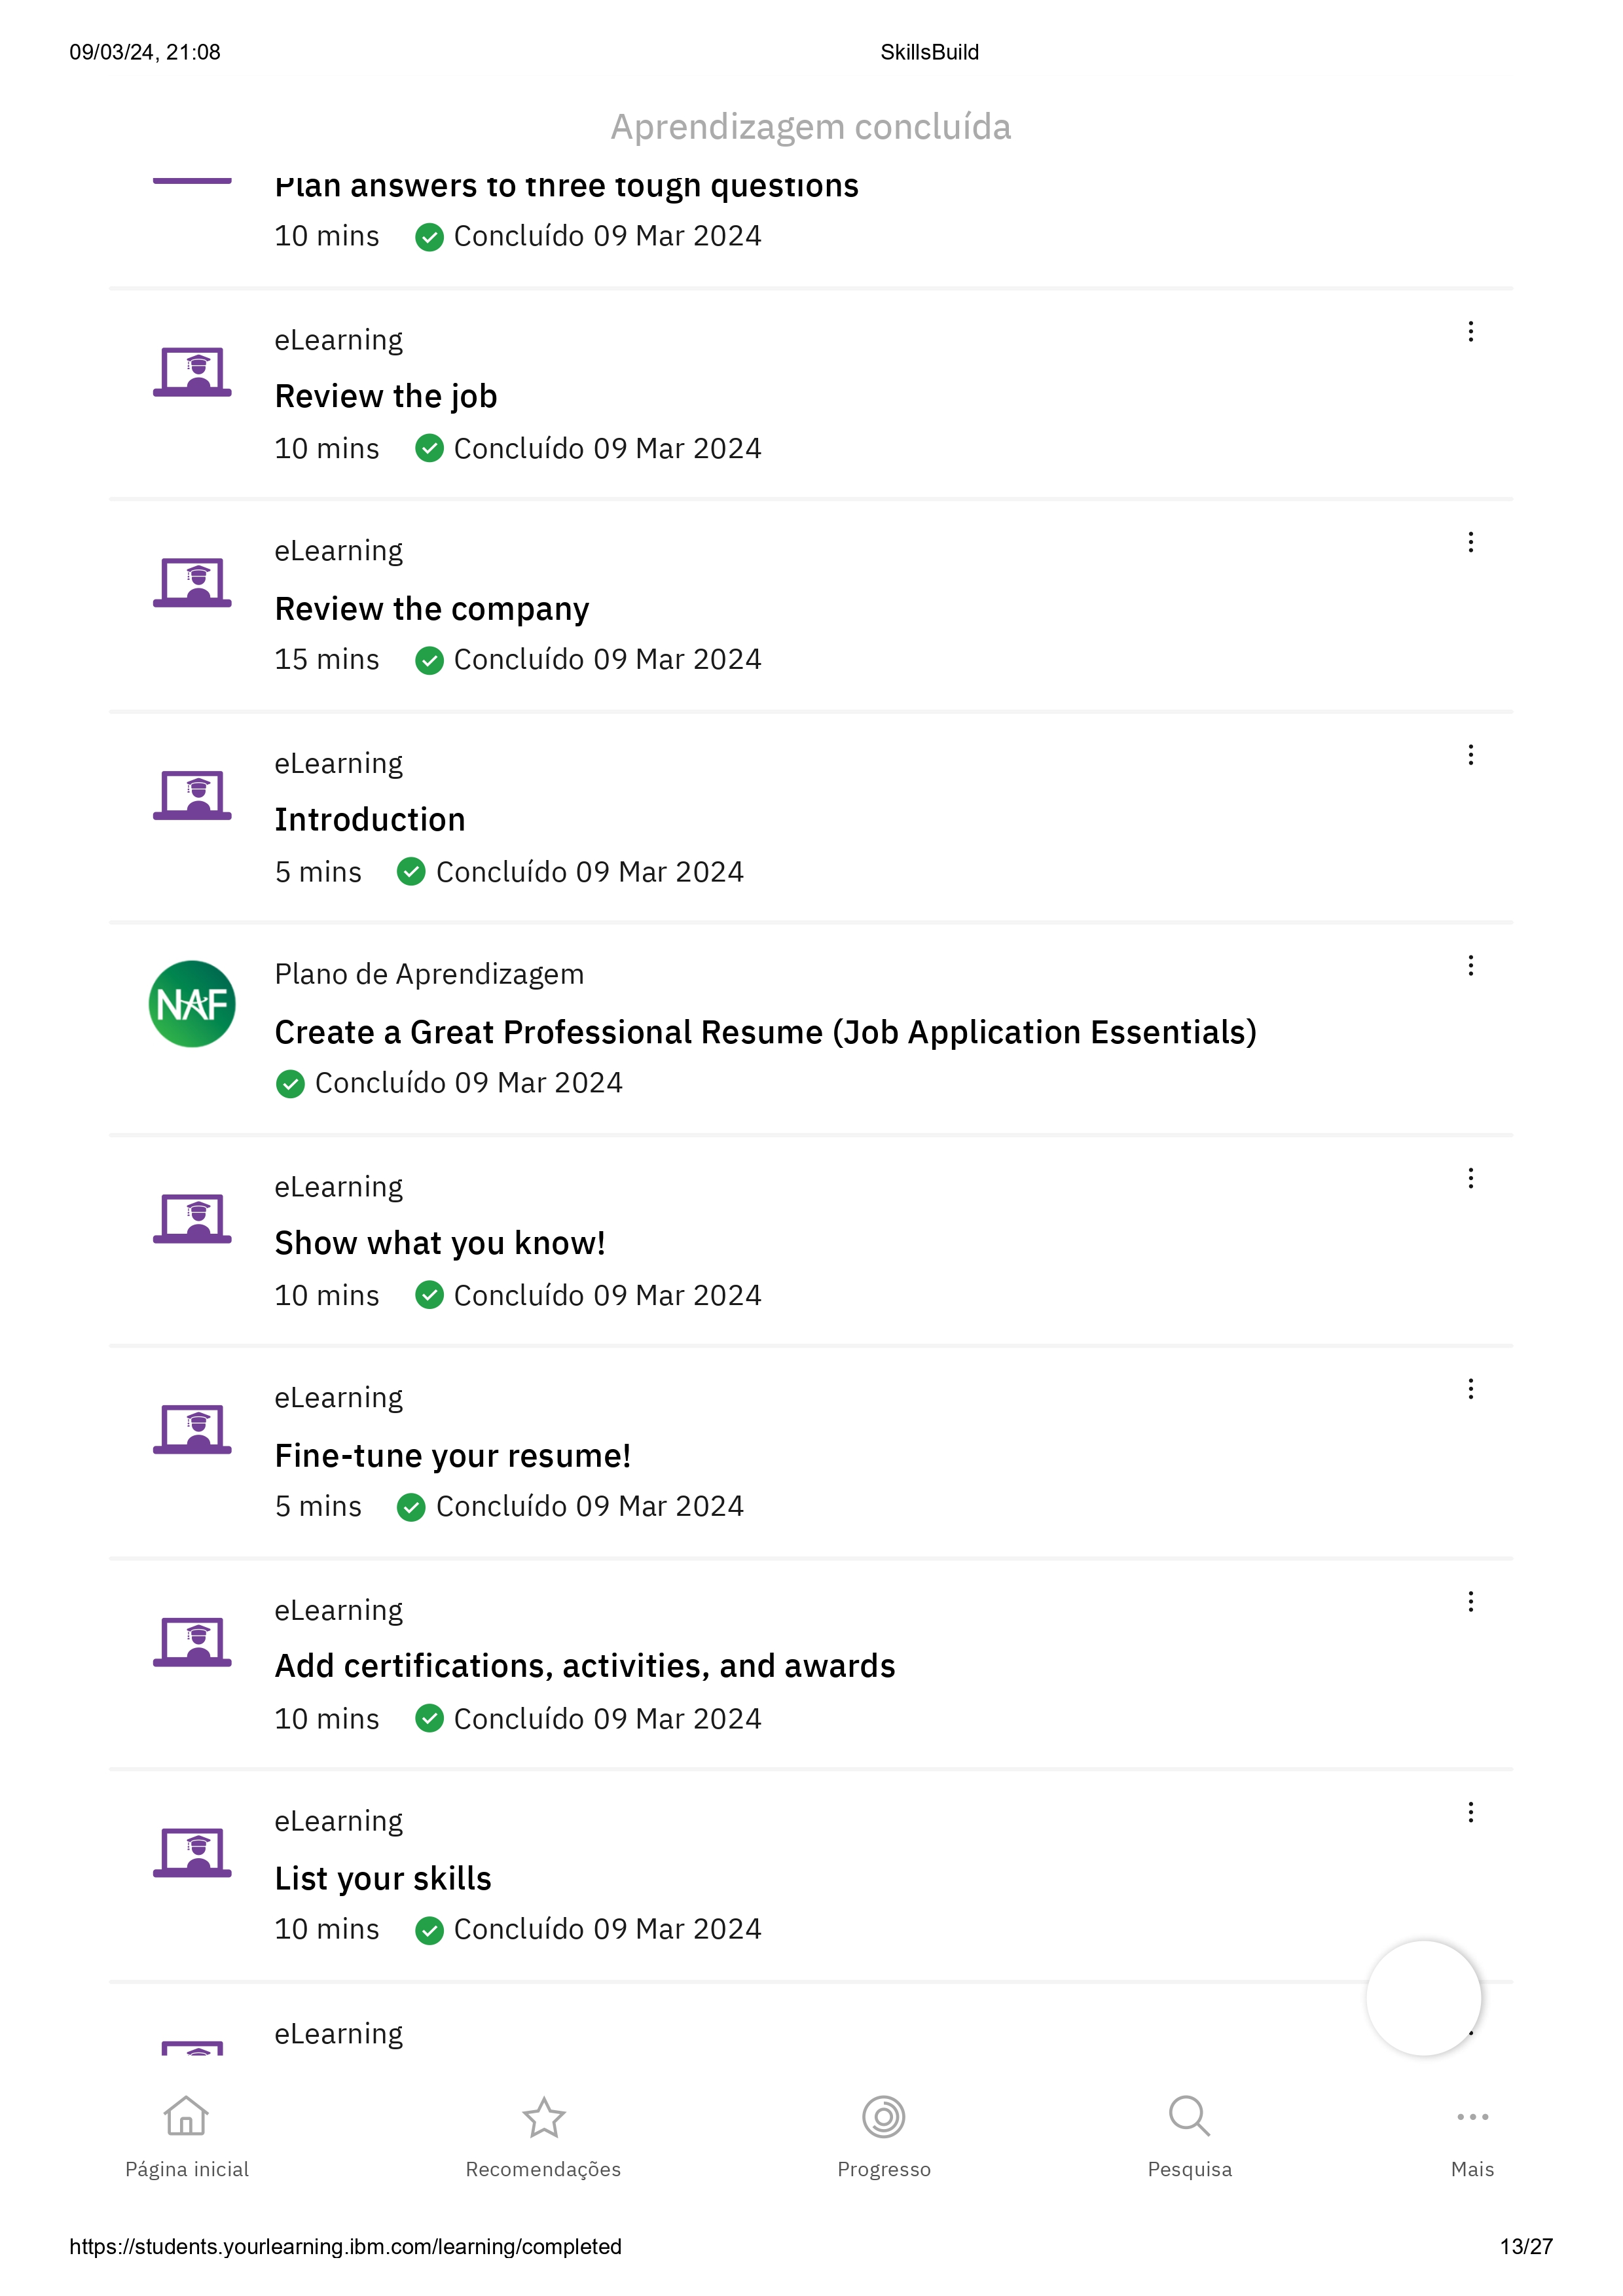 09/03/24, 21:08 SkillsBuild
Aprendizagem concluída
Plan answers to three tough questions
10 mins Concluído 09 Mar 2024
eLearning
Review the job
10 mins Concluído 09 Mar 2024
eLearning
Review the company
15 mins Concluído 09 Mar 2024
eLearning
Introduction
5 mins Concluído 09 Mar 2024
NAF
Plano de Aprendizagem
Create a Great Professional Resume (Job Application Essentials)
Concluído 09 Mar 2024
eLearning
Show what you know!
10 mins Concluído 09 Mar 2024
eLearning
Fine-tune your resume!
5 mins Concluído 09 Mar 2024
eLearning
Add certifications, activities, and awards
10 mins Concluído 09 Mar 2024
eLearning
List your skills
10 mins Concluído 09 Mar 2024
eLearning
Página inicial Recomendações Progresso Pesquisa Mais
https://students.yourlearning.ibm.com/learning/completed 13/27